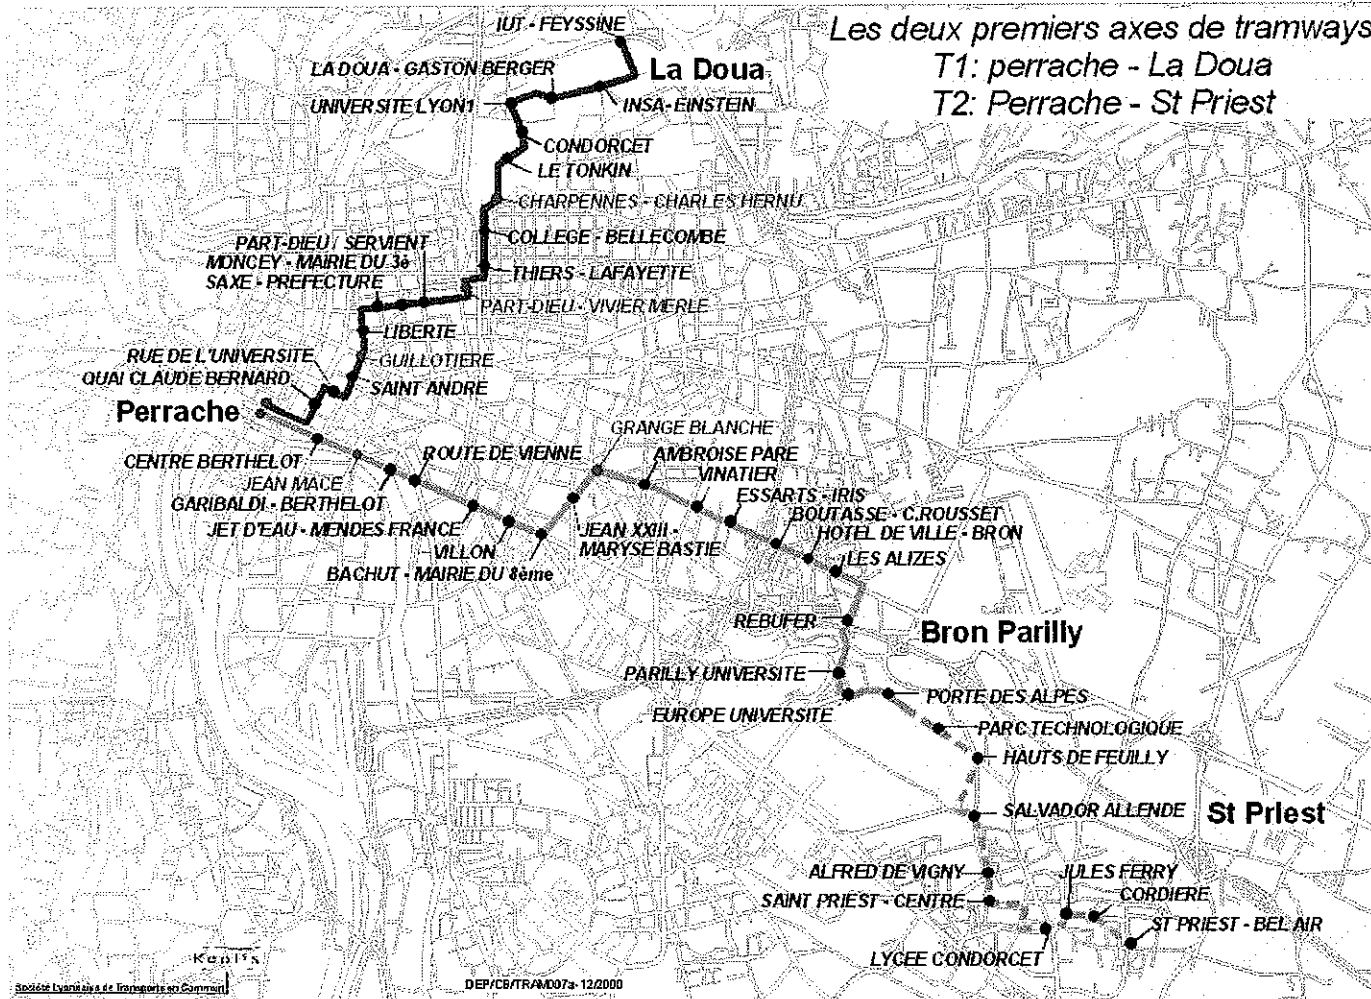 Les deux premiers axes de tramways
T1: perrache - La Doua
T2: Perrache - St Priest
IUT - FEYSSINE
LA DOUA - GASTON BERGER
La Doua
UNIVERSITE LYON1
INSA - EINSTEIN
CONDORCET
LE TONKIN
CHARPENNES - CHARLES HERNU
COLLEGE - BELLECOMBE
PART-DIEU / SERVIENT
MONCEY - MAIRIE DU 3è
SAXE - PREFECTURE
THIERS - LAFAYETTE
PART-DIEU - VIVIER MERLE
LIBERTE
RUE DE L'UNIVERSITE
GUILLOTIERE
QUAI CLAUDE BERNARD
SAINT ANDRE
Perrache
CENTRE BERTHELOT
JEAN MACE
GARIBALDI - BERTHELOT
ROUTE DE VIENNE
JET D'EAU - MENDES FRANCE
VILLON
BACHUT - MAIRIE DU 8ème
GRANGE BLANCHE
JEAN XXIII -
MARYSE BASTIE
AMBROISE PARE
VINATIER
ESSARTS - IRIS
BOUTASSE - C.ROUSSET
HOTEL DE VILLE - BRON
LES ALIZES
REBUFER
Bron Parilly
PARILLY UNIVERSITE
EUROPE UNIVERSITE
PORTE DES ALPES
PARC TECHNOLOGIQUE
HAUTS DE FEUILLY
SALVADOR ALLENDE
St Priest
ALFRED DE VIGNY
SAINT PRIEST - CENTRE
JULES FERRY
CORDIERE
ST PRIEST - BEL AIR
LYCEE CONDORCET
Keolis
Société Lyonnaise de Transports en Commun
DEP/CB/TRAM007a- 12/2000